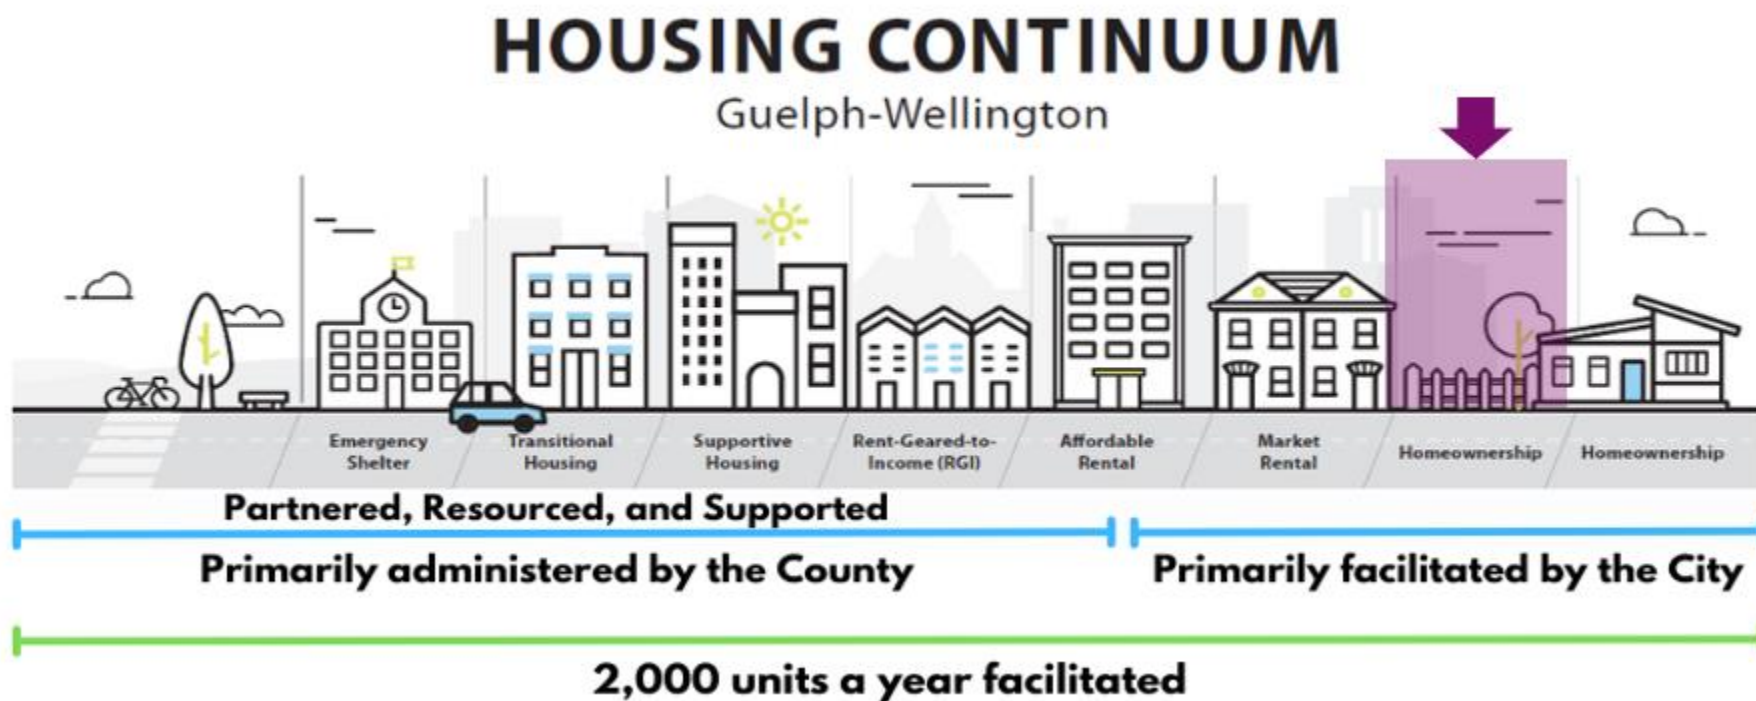 HOUSING CONTINUUM
Guelph-Wellington
Emergency
Shelter
Transitional
Housing
Supportive
Housing
Rent-Geared-to-
Income (RGI)
Affordable
Rental
Market
Rental
Homeownership
Homeownership
Partnered, Resourced, and Supported
Primarily administered by the County
Primarily facilitated by the City
2,000 units a year facilitated